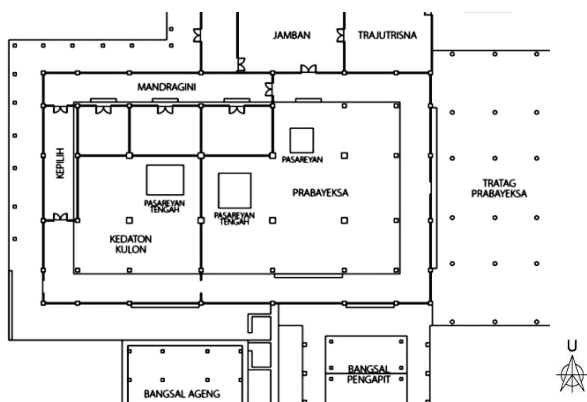 JAMBAN
TRAJUTRISNA
MANDRAGINI
KEPILIH
PASAREYAN
PASAREYAN
TENGAH
PASAREYAN
TENGAH
PRABAYEKSA
TRATAG
PRABAYEKSA
KEDATON
KULON
BANGSAL
PENGAPIT
BANGSAL AGENG
U